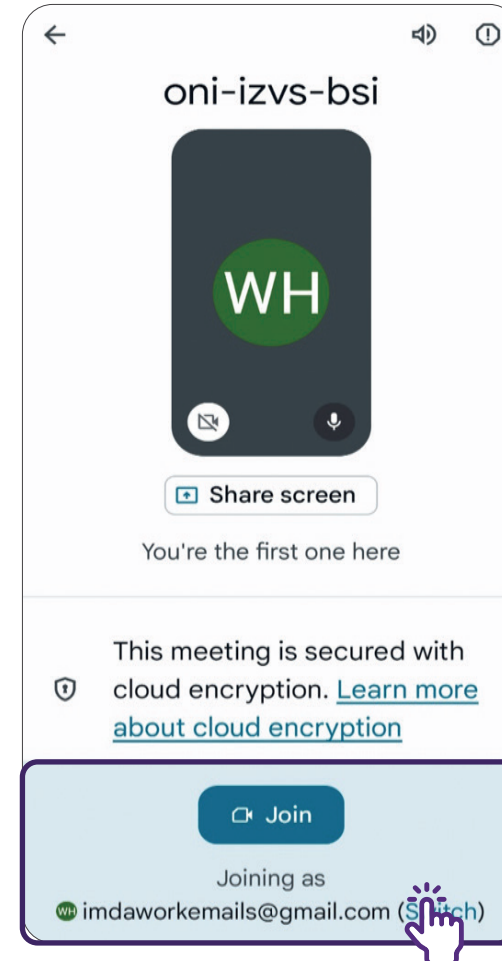 oni-izvs-bsi
WH
Share screen
You're the first one here
This meeting is secured with
cloud encryption. Learn more
about cloud encryption
Join
Joining as
WH imdaworkemails@gmail.com (Switch)